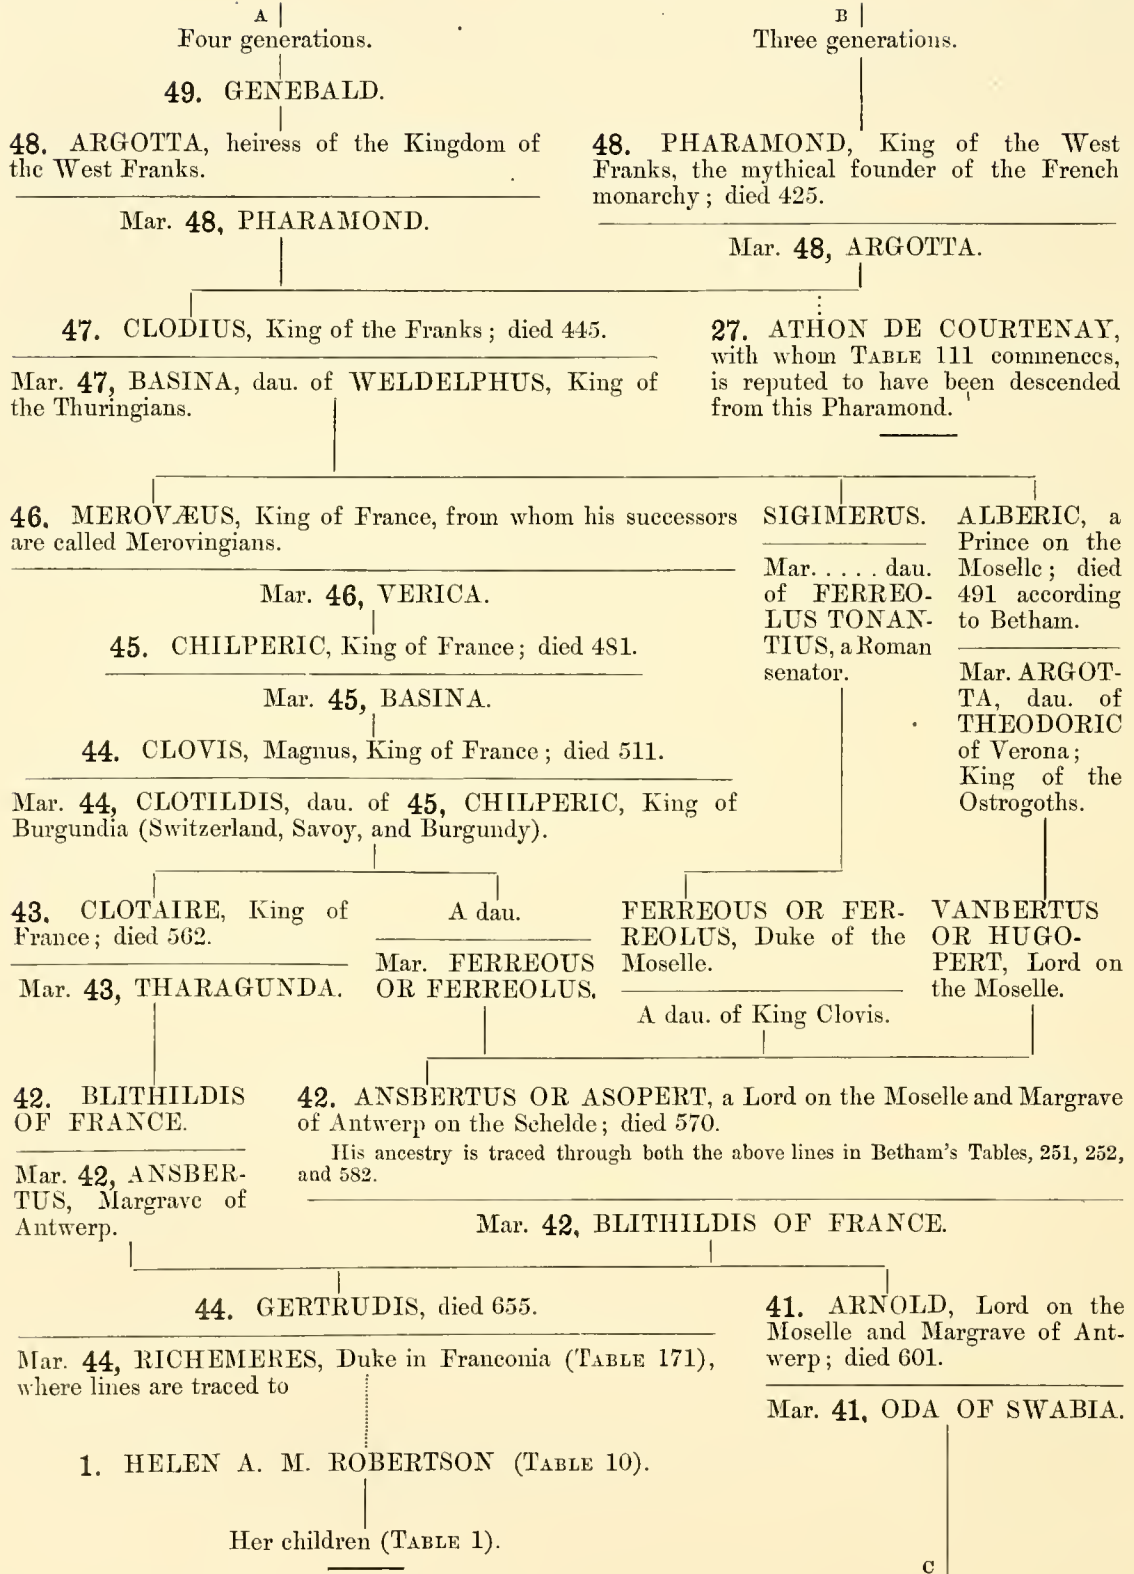 A
Four generations.
49. GENEBALD.
48. ARGOTTA, heiress of the Kingdom of
the West Franks.
Mar. 48, PHARAMOND.
B
Three generations.
48. PHARAMOND, King of the West
Franks, the mythical founder of the French
monarchy; died 425.
Mar. 48, ARGOTTA.
47. CLODIUS, King of the Franks; died 445.
Mar. 47, BASINA, dau. of WELDELPHUS, King of
the Thuringians.
27. ATHON DE COURTENAY,
with whom TABLE 111 commences,
is reputed to have been descended
from this Pharamond.
46. MEROVÆUS, King of France, from whom his successors
are called Merovingians.
Mar. 46, VERICA.
45. CHILPERIC, King of France; died 481.
Mar. 45, BASINA.
44. CLOVIS, Magnus, King of France; died 511.
Mar. 44, CLOTILDIS, dau. of 45, CHILPERIC, King of
Burgundia (Switzerland, Savoy, and Burgundy).
SIGIMERUS.
Mar. .... dau.
of FERREO-
LUS TONAN-
TIUS, a Roman
senator.
ALBERIC, a
Prince on the
Moselle; died
491 according
to Betham.
Mar. ARGOT-
TA, dau. of
THEODORIC
of Verona;
King of the
Ostrogoths.
43. CLOTAIRE, King of
France; died 562.
Mar. 43, THARAGUNDA.
A dau.
Mar. FERREOUS
OR FERREOLUS.
FERREOUS OR FER-
REOLUS, Duke of the
Moselle.
A dau. of King Clovis.
VANBERTUS
OR HUGO-
PERT, Lord on
the Moselle.
42. BLITHILDIS
OF FRANCE.
Mar. 42, ANSBER-
TUS, Margrave of
Antwerp.
42. ANSBERTUS OR ASOPERT, a Lord on the Moselle and Margrave
of Antwerp on the Schelde; died 570.
His ancestry is traced through both the above lines in Betham's Tables, 251, 252,
and 582.
Mar. 42, BLITHILDIS OF FRANCE.
44. GERTRUDIS, died 655.
Mar. 44, RICHEMERES, Duke in Franconia (TABLE 171),
where lines are traced to
1. HELEN A. M. ROBERTSON (TABLE 10).
Her children (TABLE 1).
41. ARNOLD, Lord on the
Moselle and Margrave of Ant-
werp; died 601.
Mar. 41, ODA OF SWABIA.
C